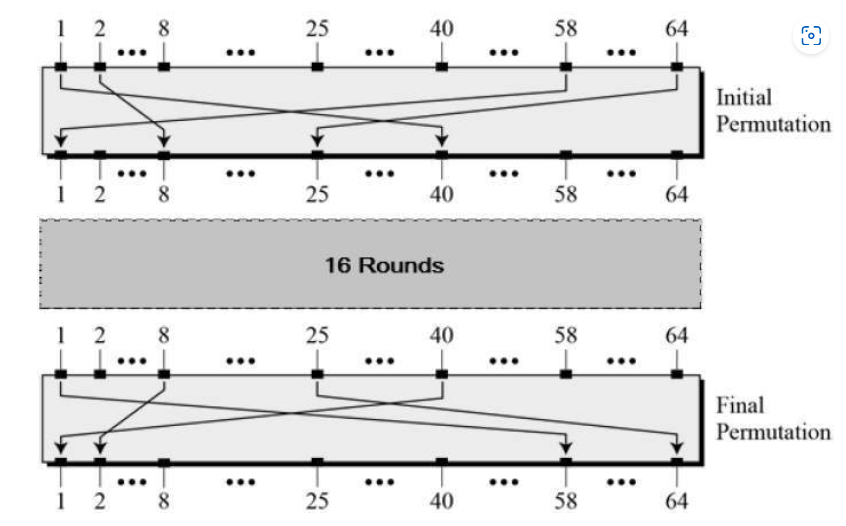 1 2 8 25 40 58 64
••• ••• ••• ••• •••
Initial
Permutation
••• ••• ••• ••• •••
1 2 8 25 40 58 64
16 Rounds
1 2 8 25 40 58 64
••• ••• ••• ••• •••
Final
Permutation
••• ••• ••• ••• •••
1 2 8 25 40 58 64